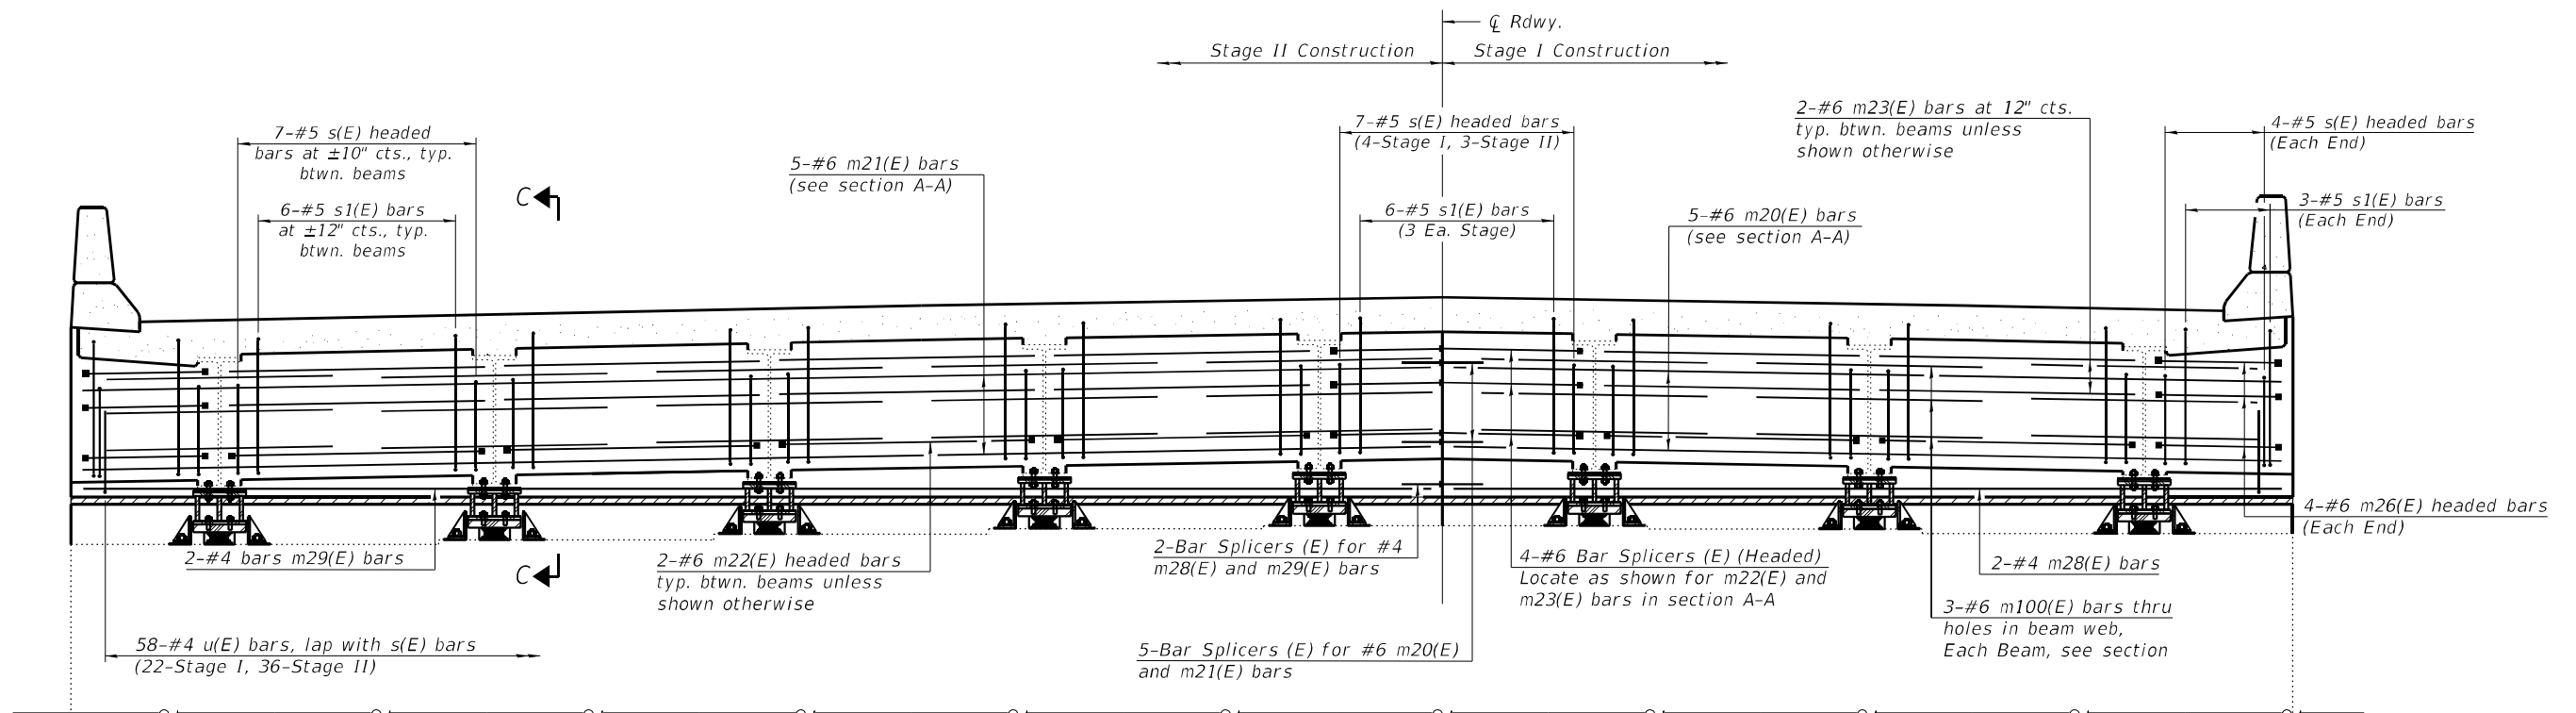 ℄ Rdwy.
Stage II Construction
Stage I Construction
7-#5 s(E) headed
bars at ±10" cts., typ.
btwn. beams
6-#5 s1(E) bars
at ±12" cts., typ.
btwn. beams
C
5-#6 m21(E) bars
(see section A-A)
7-#5 s(E) headed bars
(4-Stage I, 3-Stage II)
6-#5 s1(E) bars
(3 Ea. Stage)
5-#6 m20(E) bars
(see section A-A)
2-#6 m23(E) bars at 12" cts.
typ. btwn. beams unless
shown otherwise
4-#5 s(E) headed bars
(Each End)
3-#5 s1(E) bars
(Each End)
4-#6 m26(E) headed bars
(Each End)
2-#4 bars m29(E) bars
C
2-#6 m22(E) headed bars
typ. btwn. beams unless
shown otherwise
2-Bar Splicers (E) for #4
m28(E) and m29(E) bars
4-#6 Bar Splicers (E) (Headed)
Locate as shown for m22(E) and
m23(E) bars in section A-A
2-#4 m28(E) bars
3-#6 m100(E) bars thru
holes in beam web,
Each Beam, see section
58-#4 u(E) bars, lap with s(E) bars
(22-Stage I, 36-Stage II)
5-Bar Splicers (E) for #6 m20(E)
and m21(E) bars